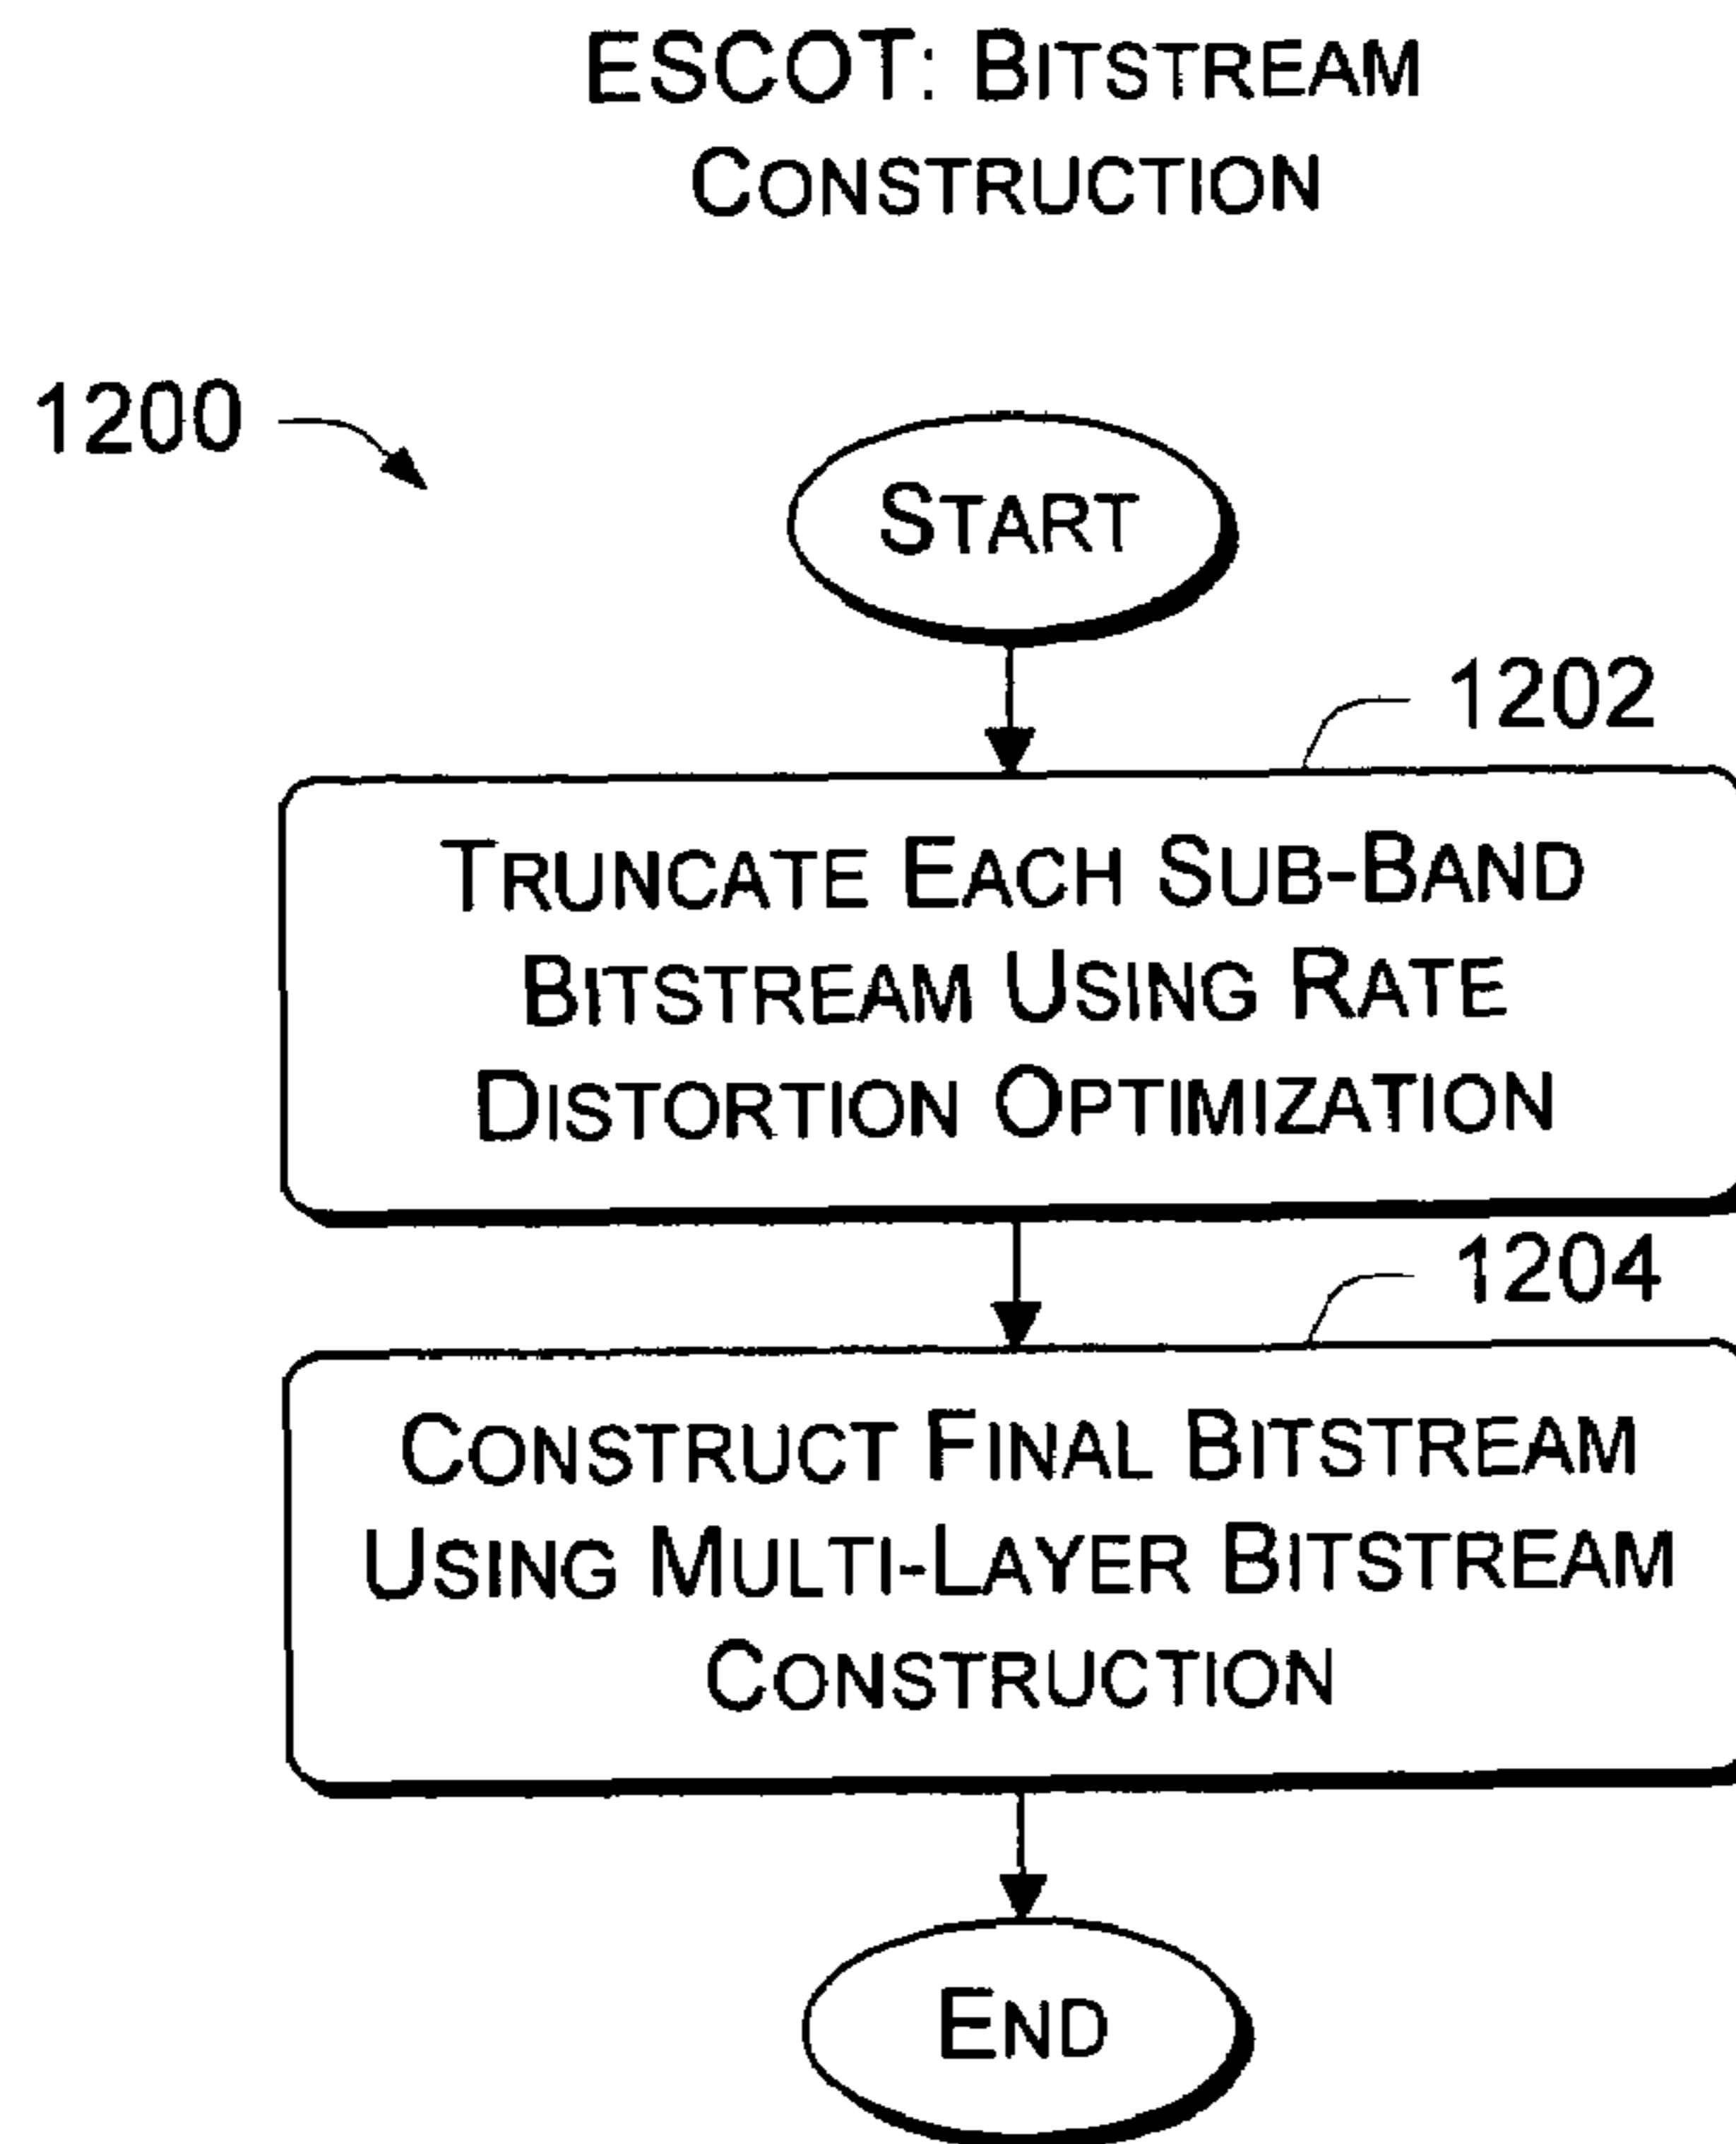 ESCOT: BITSTREAM
CONSTRUCTION
1200
START
1202
TRUNCATE EACH SUB-BAND
BITSTREAM USING RATE
DISTORTION OPTIMIZATION
1204
CONSTRUCT FINAL BITSTREAM
USING MULTI-LAYER BITSTREAM
CONSTRUCTION
END